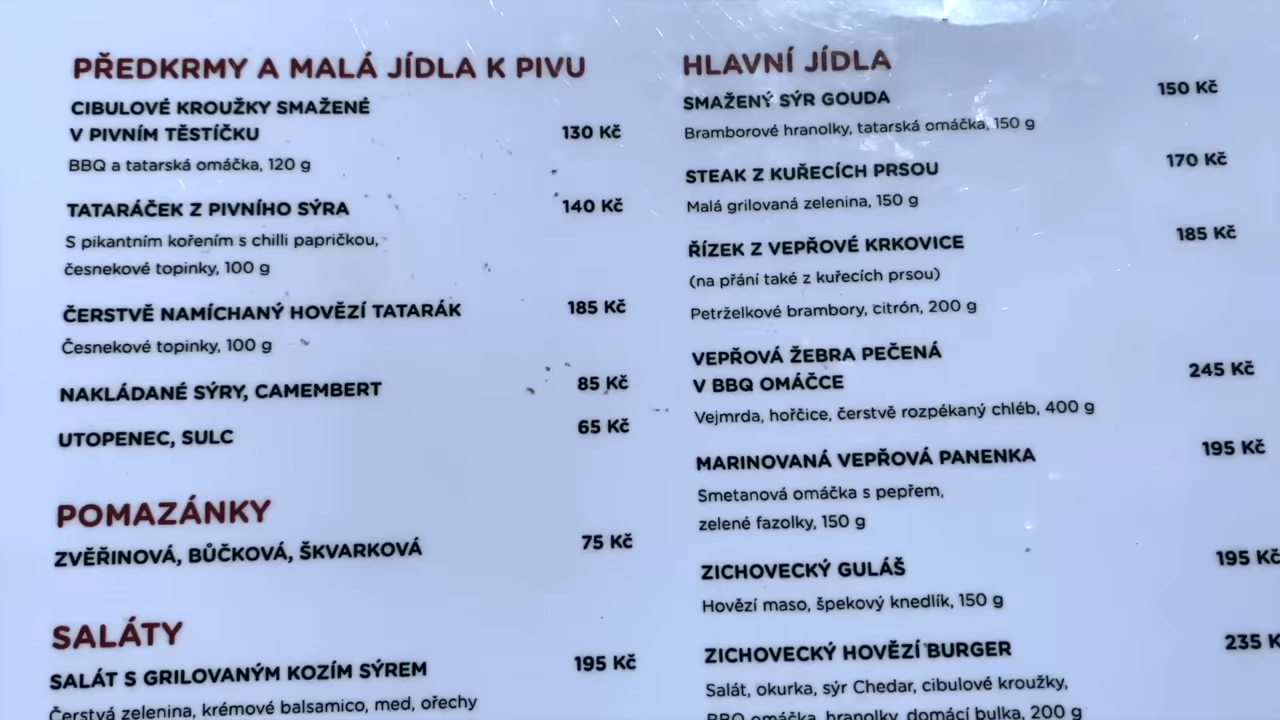 PŘEDKRMY A MALÁ JÍDLA K PIVU
CIBULOVÉ KROUŽKY SMAŽENÉ
V PIVNÍM TĚSTÍČKU 130 Kč
BBQ a tatarská omáčka, 120 g
TATARÁČEK Z PIVNÍHO SÝRA 140 Kč
S pikantním kořením s chilli papričkou,
česnekové topinky, 100 g
ČERSTVĚ NAMÍCHANÝ HOVĚZÍ TATARÁK 185 Kč
Česnekové topinky, 100 g
NAKLÁDANÉ SÝRY, CAMEMBERT 85 Kč
UTOPENEC, SULC 65 Kč
POMAZÁNKY
ZVĚŘINOVÁ, BŮČKOVÁ, ŠKVARKOVÁ 75 Kč
SALÁTY
SALÁT S GRILOVANÝM KOZÍM SÝREM 195 Kč
Čerstvá zelenina, krémové balsamico, med, ořechy
HLAVNÍ JÍDLA
SMAŽENÝ SÝR GOUDA 150 Kč
Bramborové hranolky, tatarská omáčka, 150 g
STEAK Z KUŘECÍCH PRSOU 170 Kč
Malá grilovaná zelenina, 150 g
ŘÍZEK Z VEPŘOVÉ KRKOVICE 185 Kč
(na přání také z kuřecích prsou)
Petrželkové brambory, citrón, 200 g
VEPŘOVÁ ŽEBRA PEČENÁ
V BBQ OMÁČCE 245 Kč
Vejmrda, hořčice, čerstvě rozpékaný chléb, 400 g
MARINOVANÁ VEPŘOVÁ PANENKA 195 Kč
Smetanová omáčka s pepřem,
zelené fazolky, 150 g
ZICHOVECKÝ GULÁŠ 195 Kč
Hovězí maso, špekový knedlík, 150 g
ZICHOVECKÝ HOVĚZÍ BURGER 235 K
Salát, okurka, sýr Chedar, cibulové kroužky,
BBQ omáčka, hranolky, domácí bulka, 200 g